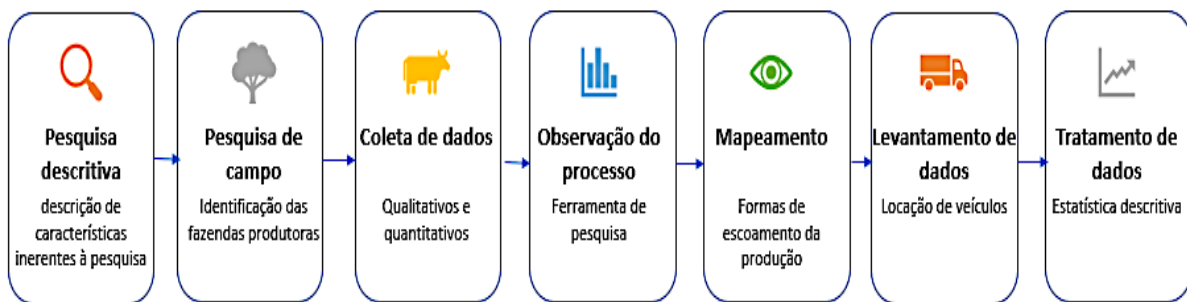 Pesquisa
descritiva
descrição de
características
inerentes à pesquisa
Pesquisa de
campo
Identificação das
fazendas produtoras
Coleta de dados
Qualitativos e
quantitativos
Observação do
processo
Ferramenta de
pesquisa
Mapeamento
Formas de
escoamento da
produção
Levantamento de
dados
Locação de veículos
Tratamento de
dados
Estatística descritiva